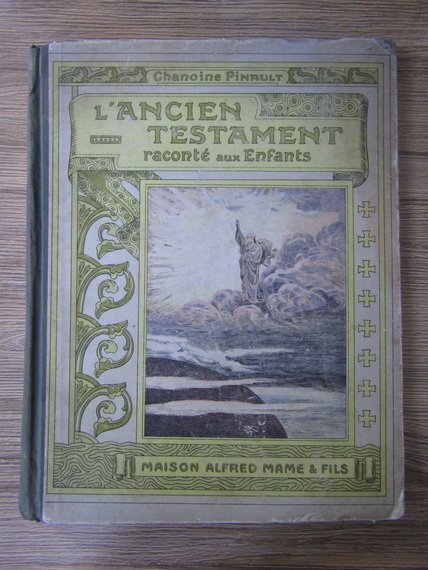 Chanoine PINAULT
L'ANCIEN
TESTAMENT
raconté aux Enfants
MAISON ALFRED MAME & FILS